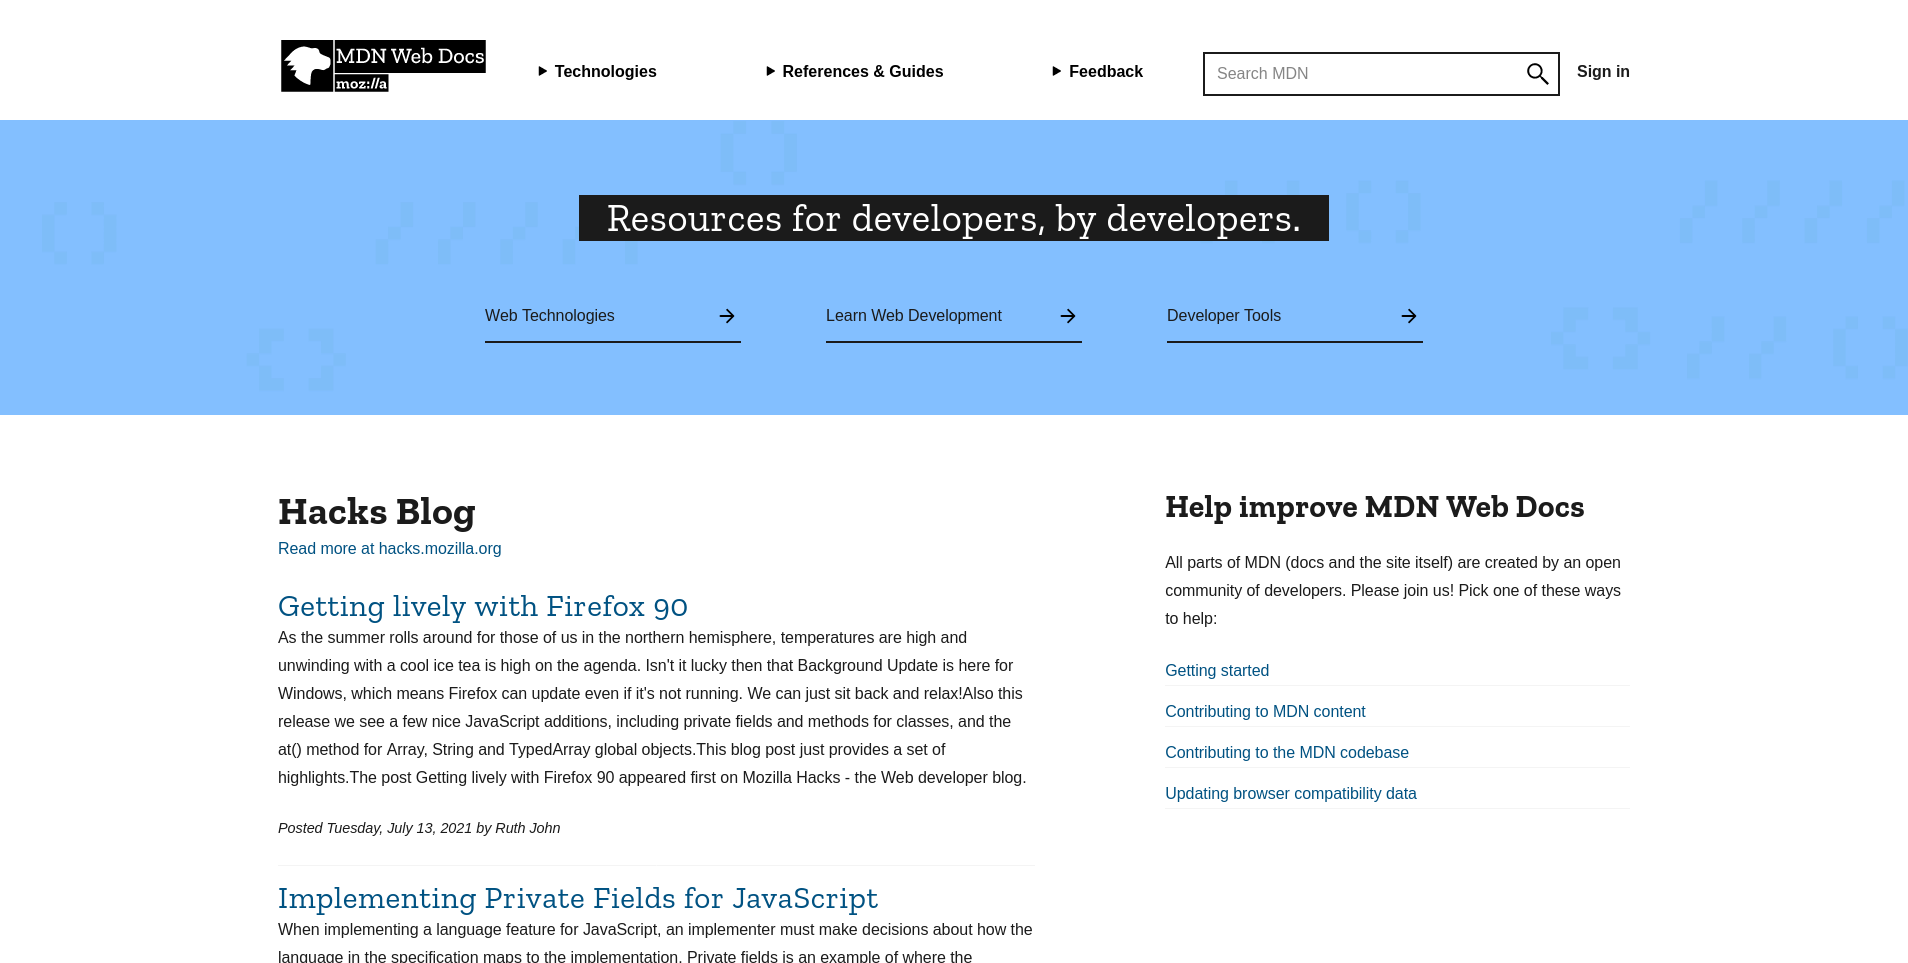 MDN Web Docs
moz://a
Technologies
References & Guides
Feedback
Search MDN
Sign in
Resources for developers, by developers.
Web Technologies
Learn Web Development
Developer Tools
Hacks Blog
Read more at hacks.mozilla.org
Getting lively with Firefox 90
As the summer rolls around for those of us in the northern hemisphere, temperatures are high and
unwinding with a cool ice tea is high on the agenda. Isn't it lucky then that Background Update is here for
Windows, which means Firefox can update even if it's not running. We can just sit back and relax!Also this
release we see a few nice JavaScript additions, including private fields and methods for classes, and the
at() method for Array, String and TypedArray global objects.This blog post just provides a set of
highlights.The post Getting lively with Firefox 90 appeared first on Mozilla Hacks - the Web developer blog.
Posted Tuesday, July 13, 2021 by Ruth John
Implementing Private Fields for JavaScript
When implementing a language feature for JavaScript, an implementer must make decisions about how the
language in the specification maps to the implementation. Private fields is an example of where the
Help improve MDN Web Docs
All parts of MDN (docs and the site itself) are created by an open
community of developers. Please join us! Pick one of these ways
to help:
Getting started
Contributing to MDN content
Contributing to the MDN codebase
Updating browser compatibility data